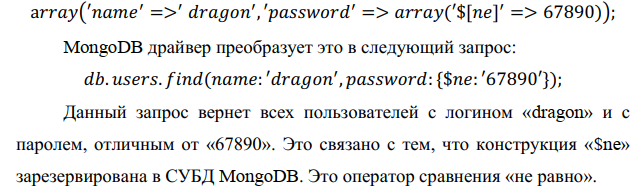 array('name' =>' dragon','password' => array('$[ne]' => 67890));
MongoDB драйвер преобразует это в следующий запрос:
db.users.find(name:'dragon', password:{$ne:'67890'});
Данный запрос вернет всех пользователей с логином «dragon» и с
паролем, отличным от «67890». Это связано с тем, что конструкция «$ne»
зарезервирована в СУБД MongoDB. Это оператор сравнения «не равно».